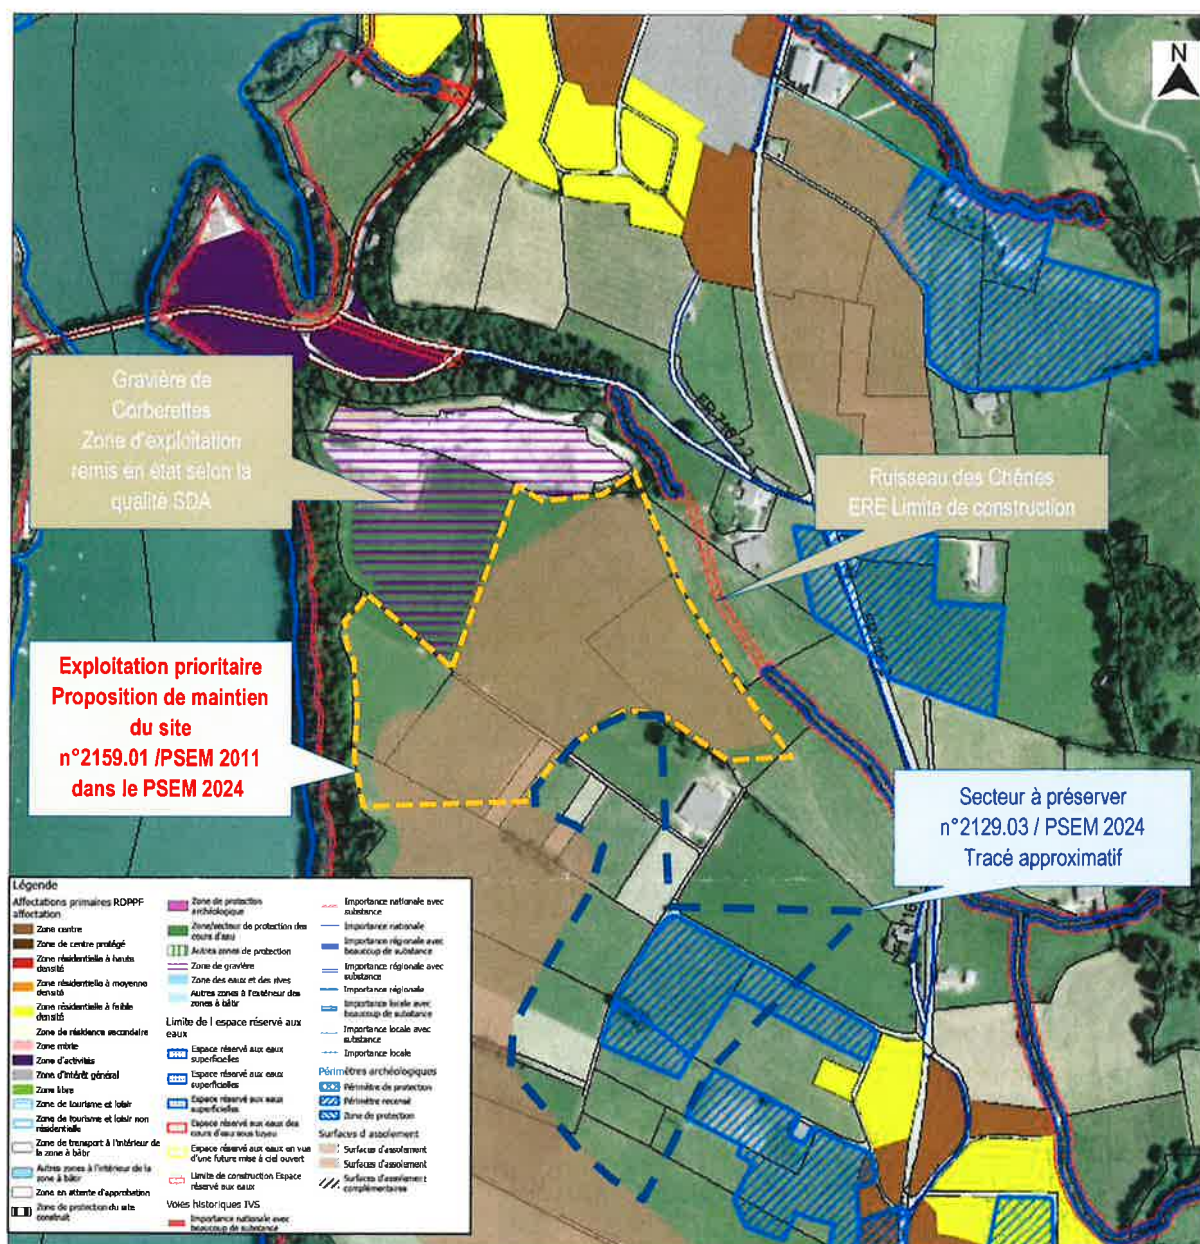 N
Gravière de
Corberettes
Zone d'exploitation
remis en état selon la
qualité SDA
Ruisseau des Chênes
ERE Limite de construction
Exploitation prioritaire
Proposition de maintien
du site
n°2159.01 /PSEM 2011
dans le PSEM 2024
Secteur à préserver
n°2129.03 / PSEM 2024
Tracé approximatif
Légende
Affectations primaires RDPPF
affectation
Zone centre
Zone de centre protégé
Zone résidentielle à haute
densité
Zone résidentielle à moyenne
densité
Zone résidentielle à faible
densité
Zone de résidence secondaire
Zone mixte
Zone d'activités
Zone d'intérêt général
Zone libre
Zone de tourisme et loisir
Zone de tourisme et loisir non
résidentielle
Zone de transport à l'intérieur de
la zone à bâtir
Autres zones à l'intérieur de la
zone à bâtir
Zone en attente d'approbation
Zone de protection du site
construit
Zone de protection
archéologique
Zone/secteur de protection des
cours d'eau
Autres zones de protection
Zone de gravière
Zone des eaux et des rives
Autres zones à l'extérieur des
zones à bâtir
Limite de l espace réservé aux
eaux
Espace réservé aux eaux
superficielles
Espace réservé aux eaux
superficielles
Espace réservé aux eaux
superficielles
Espace réservé aux eaux des
cours d'eau sous tuyau
Espace réservé aux eaux en vue
d'une future mise à ciel ouvert
Limite de construction Espace
réservé aux eaux
Voies historiques IVS
Importance nationale avec
beaucoup de substance
Importance nationale avec
substance
Importance nationale
Importance régionale avec
beaucoup de substance
Importance régionale avec
substance
Importance régionale
Importance locale avec
beaucoup de substance
Importance locale avec
substance
Importance locale
Périmètres archéologiques
Périmètre de protection
Périmètre recensé
Zone de protection
Surfaces d assolement
Surfaces d'assolement
Surfaces d'assolement
Surfaces d'assolement
complémentaires